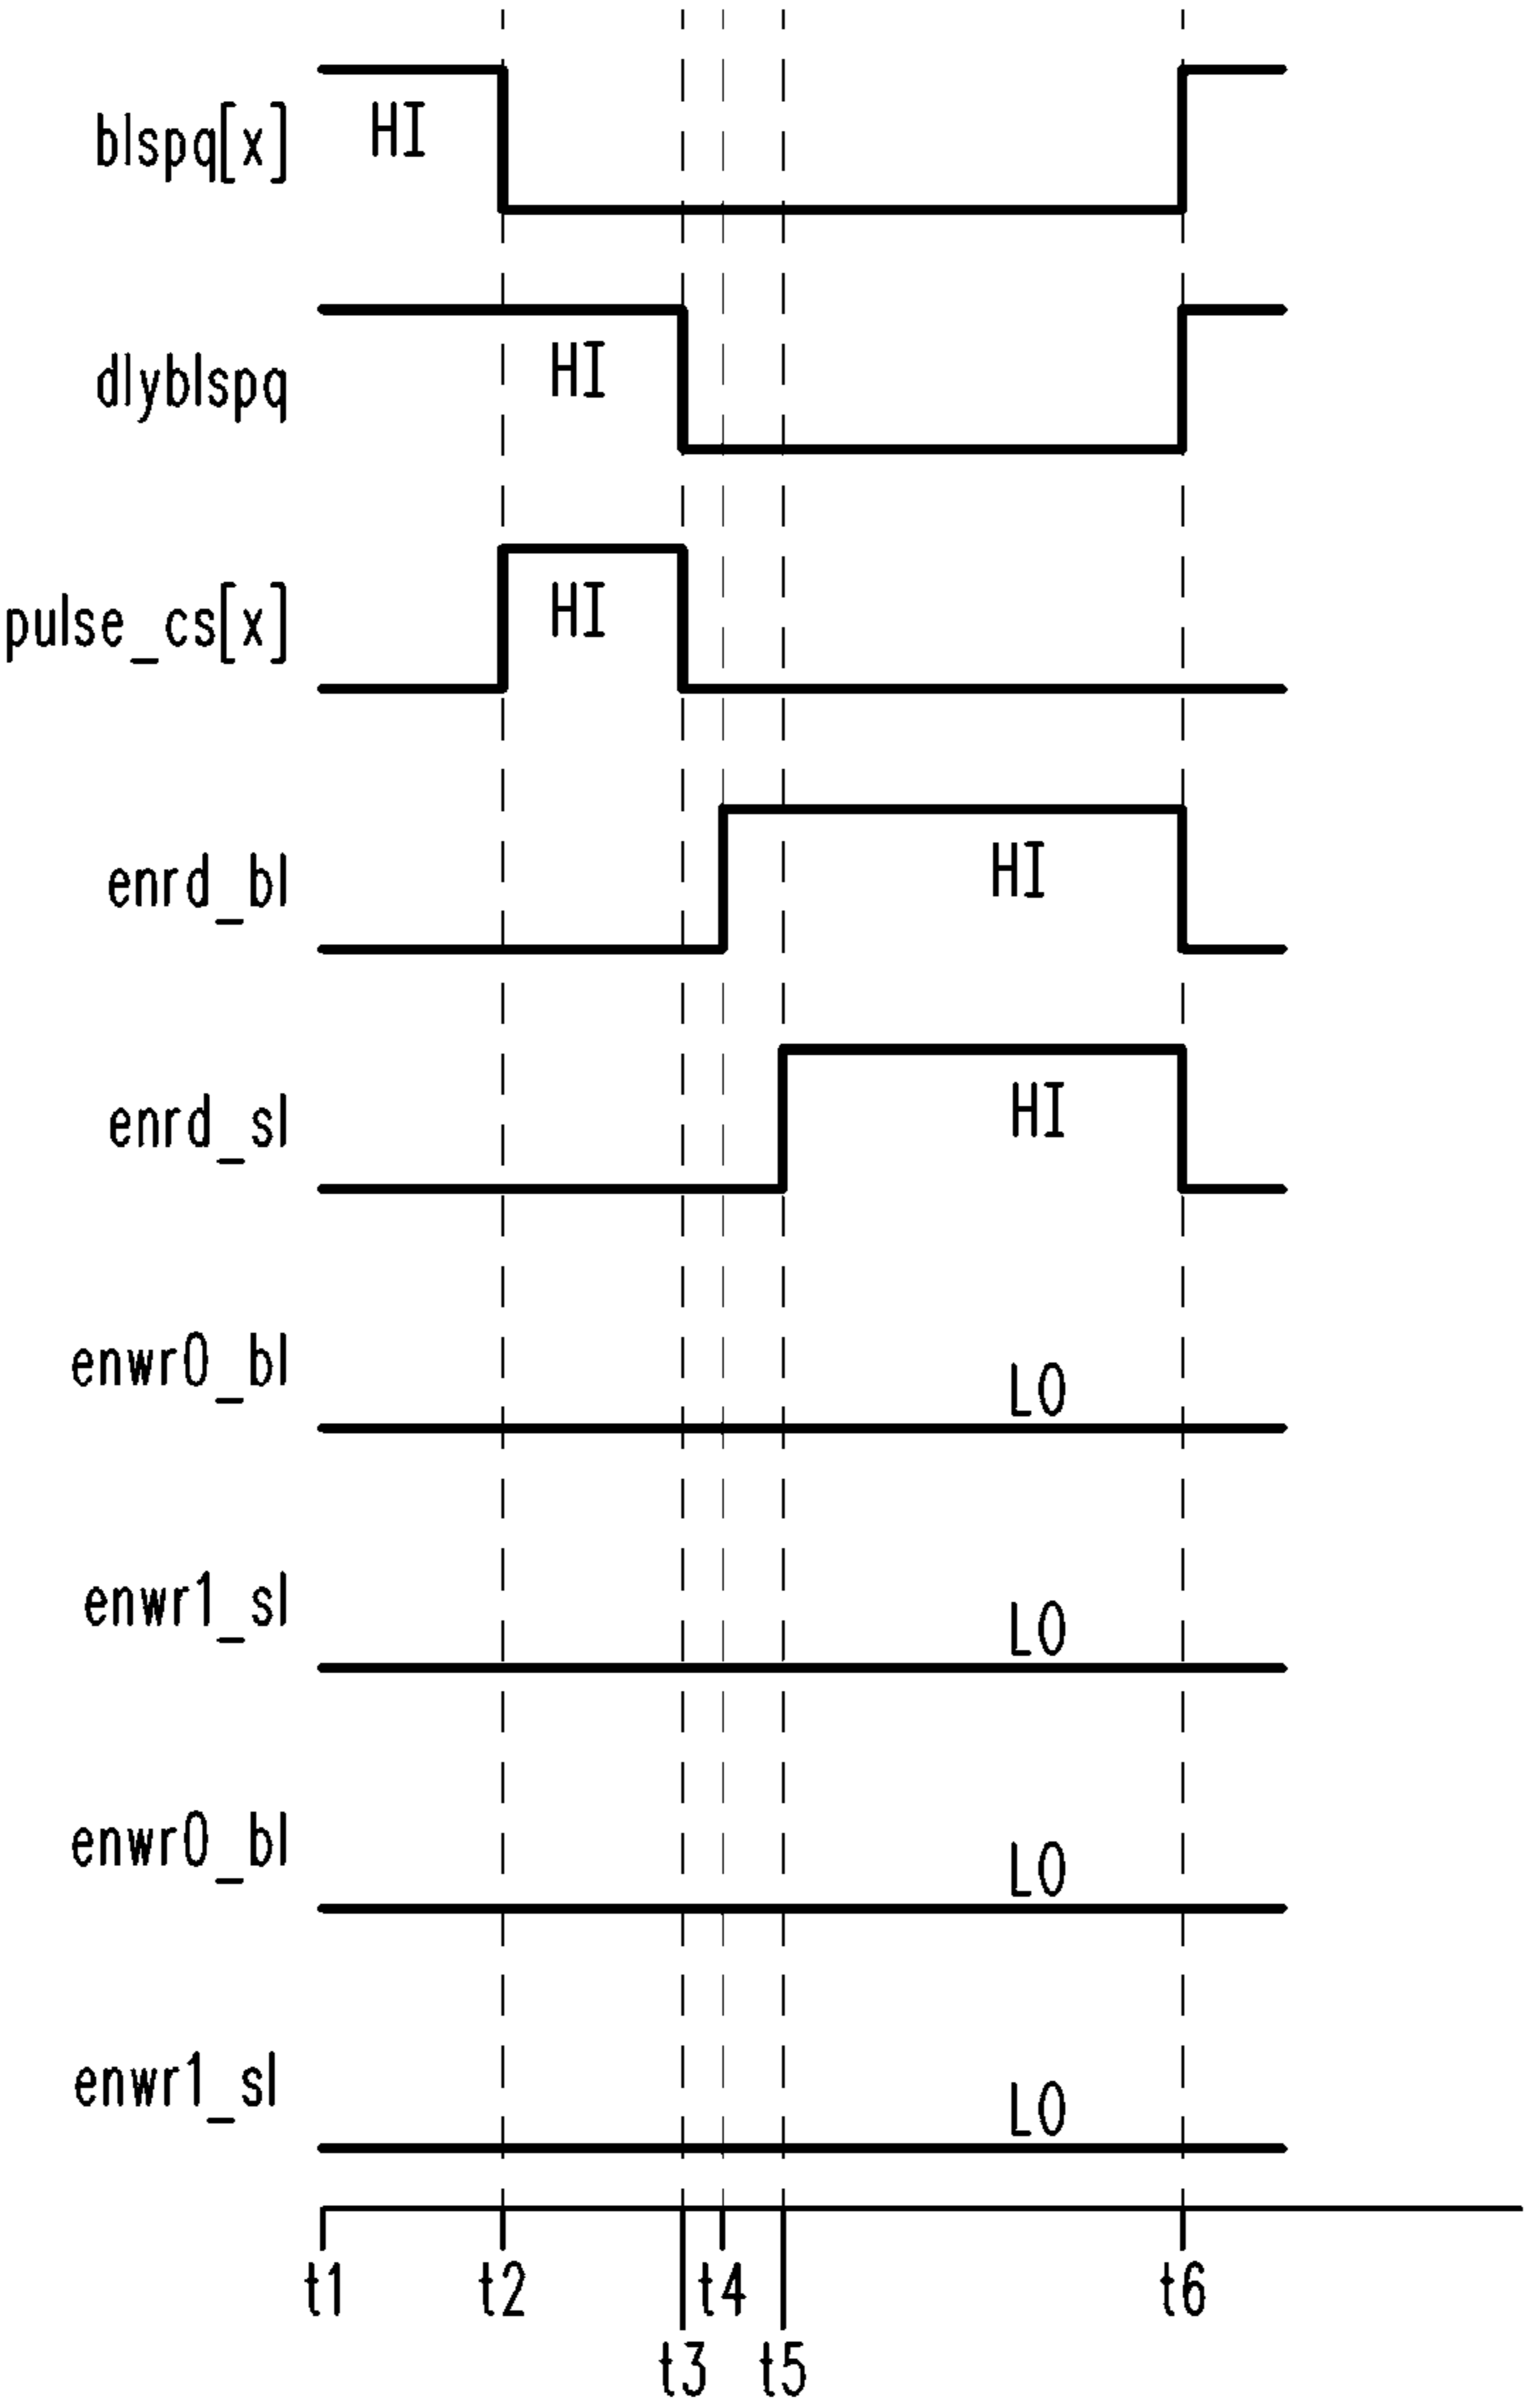 blspq[x] HI
dlyblspq HI
pulse_cs[x] HI
enrd_bl HI
enrd_sl HI
enwr0_bl LO
enwr1_sl LO
enwr0_bl LO
enwr1_sl LO
t1 t2 t4 t6
t3 t5